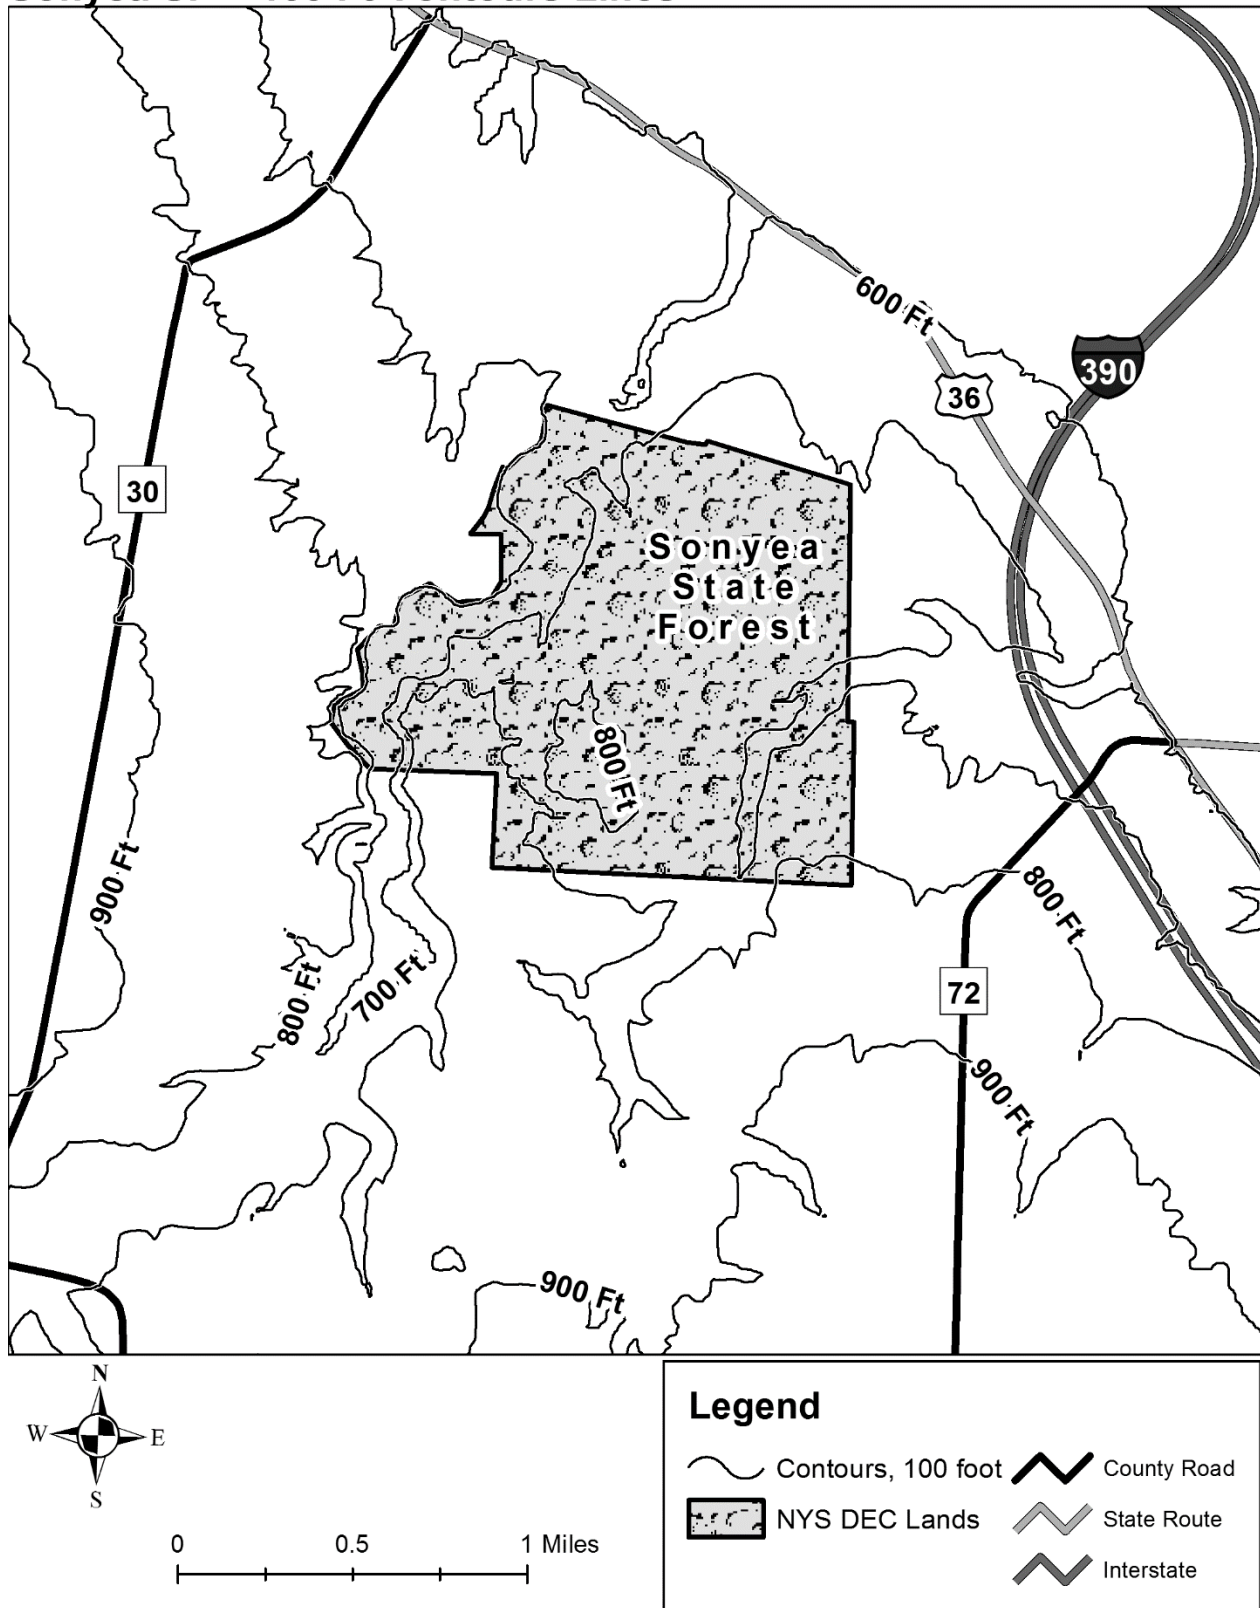 600 Ft
390
36
30
Sonyea
State
Forest
800 Ft
900 Ft
800 Ft
800 Ft
700 Ft
72
900 Ft
900 Ft
N
W
E
S
0
0.5
1 Miles
Legend
Contours, 100 foot
NYS DEC Lands
County Road
State Route
Interstate